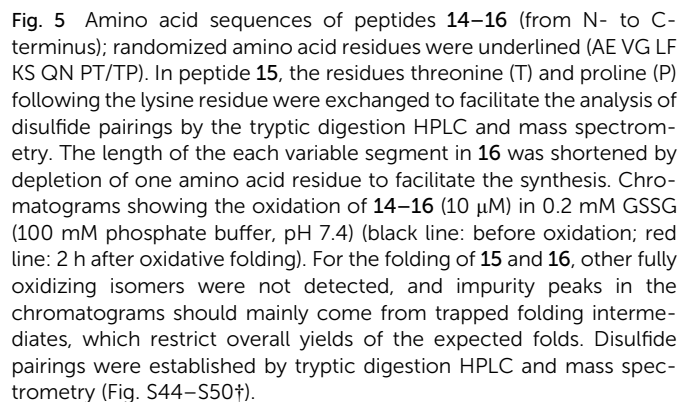 Fig. 5 Amino acid sequences of peptides 14–16 (from N- to C-
terminus); randomized amino acid residues were underlined (AE VG LF
KS QN PT/TP). In peptide 15, the residues threonine (T) and proline (P)
following the lysine residue were exchanged to facilitate the analysis of
disulfide pairings by the tryptic digestion HPLC and mass spectrom-
etry. The length of the each variable segment in 16 was shortened by
depletion of one amino acid residue to facilitate the synthesis. Chro-
matograms showing the oxidation of 14–16 (10 μM) in 0.2 mM GSSG
(100 mM phosphate buffer, pH 7.4) (black line: before oxidation; red
line: 2 h after oxidative folding). For the folding of 15 and 16, other fully
oxidizing isomers were not detected, and impurity peaks in the
chromatograms should mainly come from trapped folding interme-
diates, which restrict overall yields of the expected folds. Disulfide
pairings were established by tryptic digestion HPLC and mass spec-
trometry (Fig. S44–S50†).